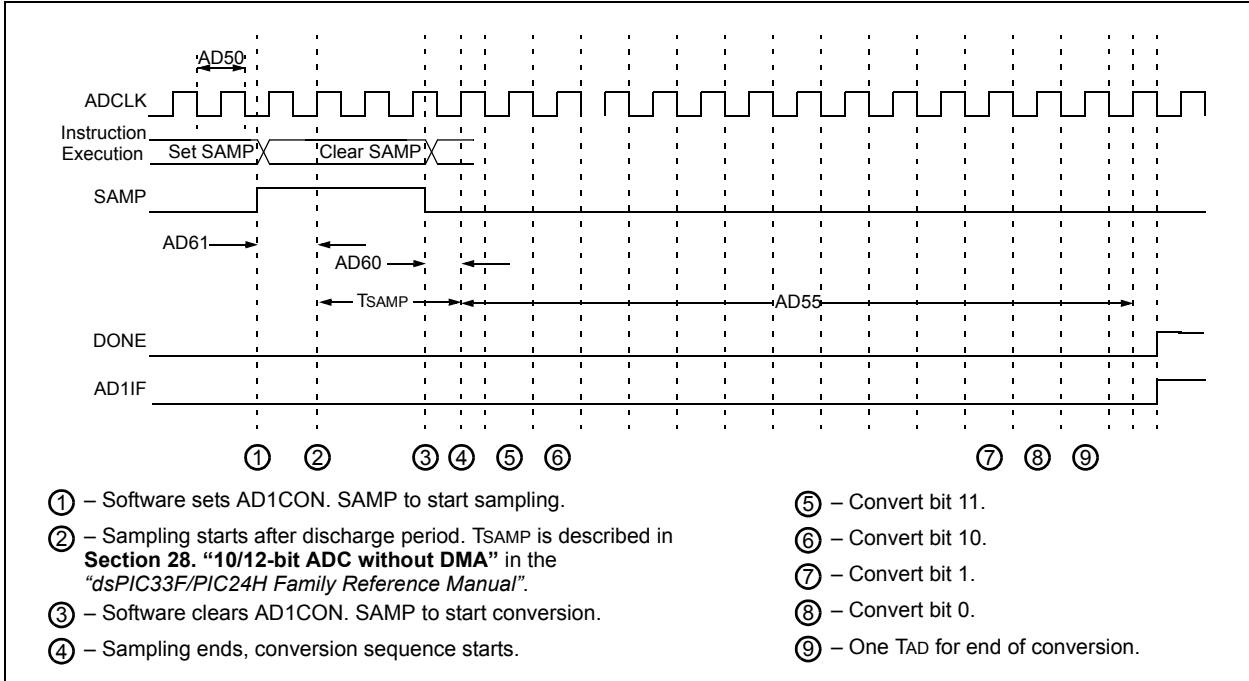 AD50
ADCLK
Instruction
Execution
Set SAMP
Clear SAMP
SAMP
AD61
AD60
TSAMP
AD55
DONE
AD1IF
1 2 3 4 5 6 7 8 9
1 – Software sets AD1CON. SAMP to start sampling.
2 – Sampling starts after discharge period. TSAMP is described in
Section 28. “10/12-bit ADC without DMA” in the
“dsPIC33F/PIC24H Family Reference Manual”.
3 – Software clears AD1CON. SAMP to start conversion.
4 – Sampling ends, conversion sequence starts.
5 – Convert bit 11.
6 – Convert bit 10.
7 – Convert bit 1.
8 – Convert bit 0.
9 – One TAD for end of conversion.